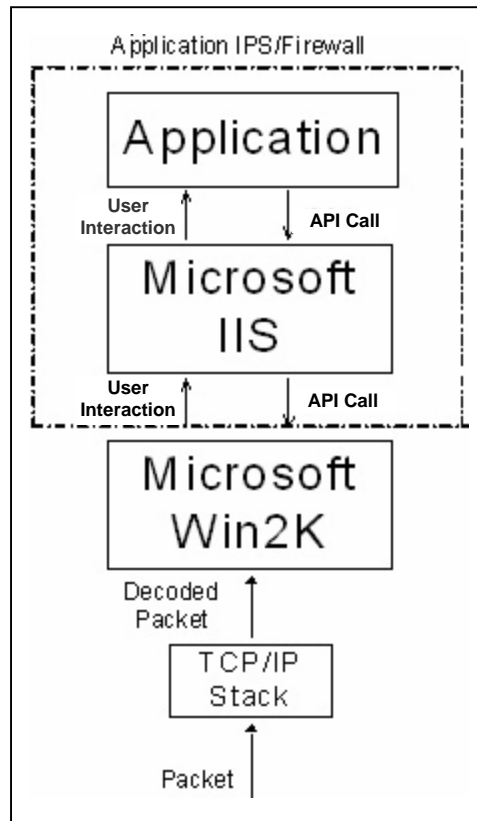 Application IPS/Firewall
Application
User
Interaction
API Call
Microsoft
IIS
User
Interaction
API Call
Microsoft
Win2K
Decoded
Packet
TCP/IP
Stack
Packet